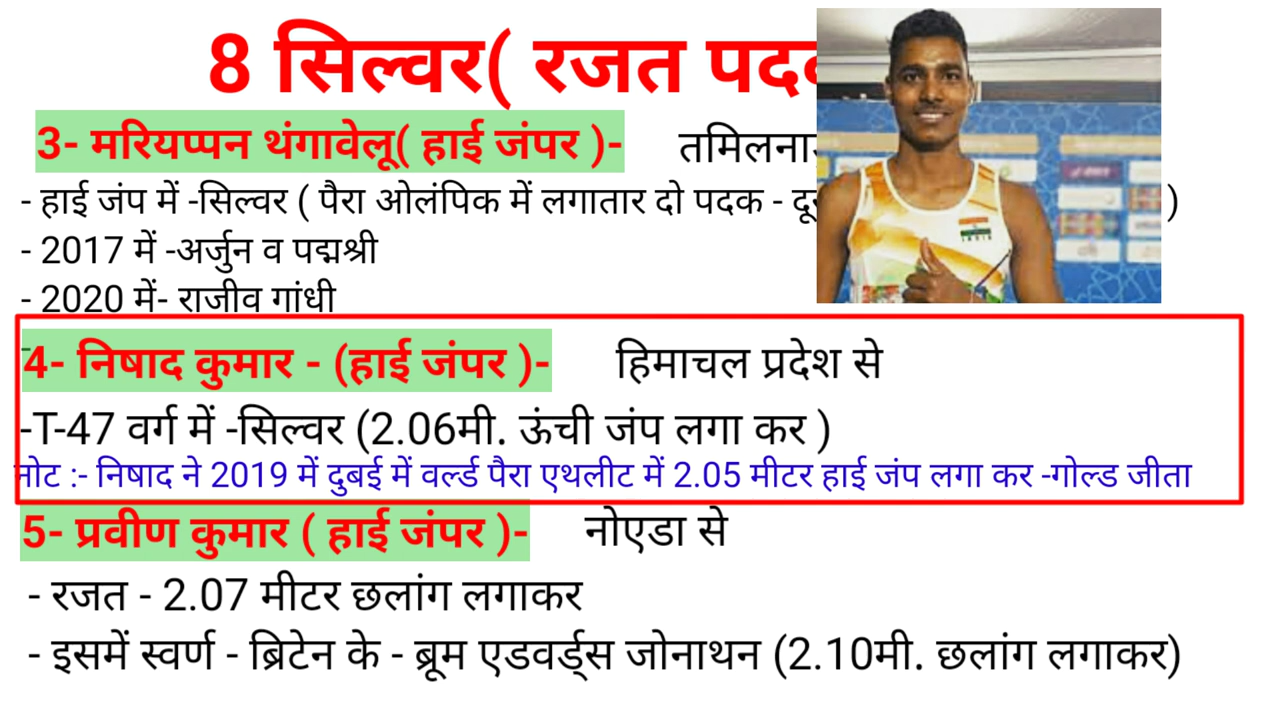 8 सिल्वर( रजत
3- मरियप्पन थंगावेलू( हाई जंपर )-
- हाई जंप में -सिल्वर ( पैरा ओलंपिक में लगातार दो पदक - )
- 2017 में -अर्जुन व पद्मश्री
- 2020 में- राजीव गांधी
INDIA
-
4- निषाद कुमार - (हाई जंपर )- हिमाचल प्रदेश से
-T-47 वर्ग में -सिल्वर (2.06मी. ऊंची जंप लगा कर )
नोट :- निषाद ने 2019 में दुबई में वर्ल्ड पैरा एथलीट में 2.05 मीटर हाई जंप लगा कर -गोल्ड जीता
5- प्रवीण कुमार ( हाई जंपर )- नोएडा से
- रजत - 2.07 मीटर छलांग लगाकर
- इसमें स्वर्ण - ब्रिटेन के - ब्रूम एडवर्ड्स जोनाथन (2.10मी. छलांग लगाकर)